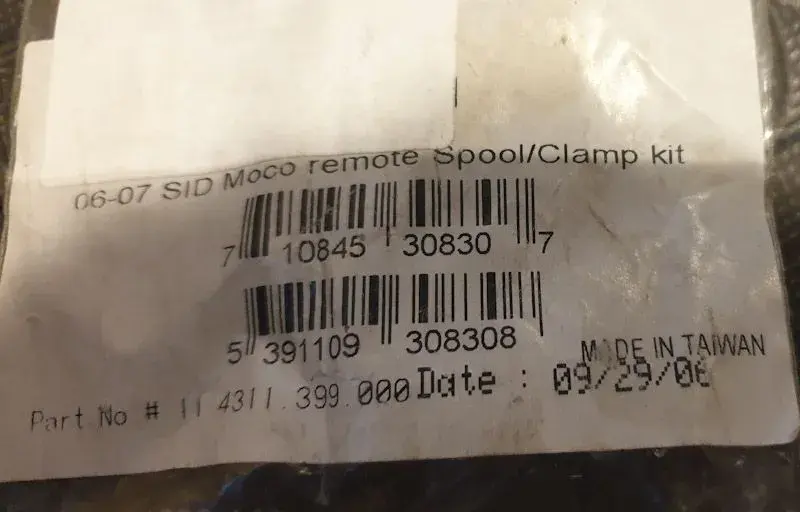 06-07 SID Moco remote Spool/Clamp kit
7 10845 30830 7
5 391109 308308
MADE IN TAIWAN
Part No # 11 4311.399.000 Date : 09/29/06